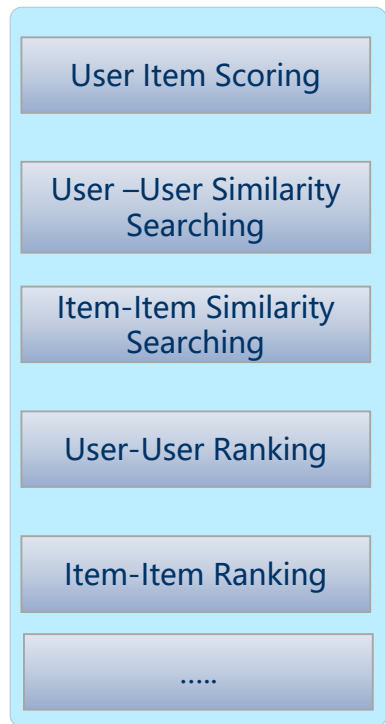 User Item Scoring
User –User Similarity
Searching
Item-Item Similarity
Searching
User-User Ranking
Item-Item Ranking
.....